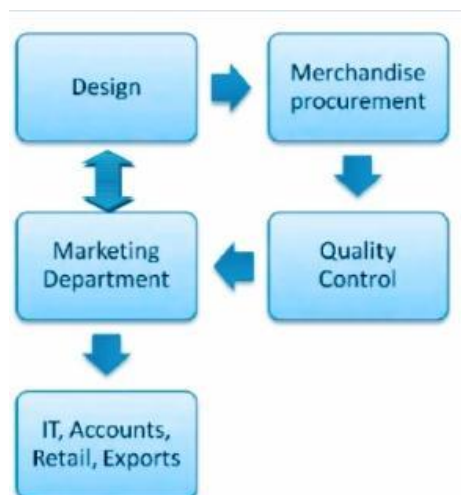 Design
Merchandise
procurement
Marketing
Department
Quality
Control
IT, Accounts,
Retail, Exports